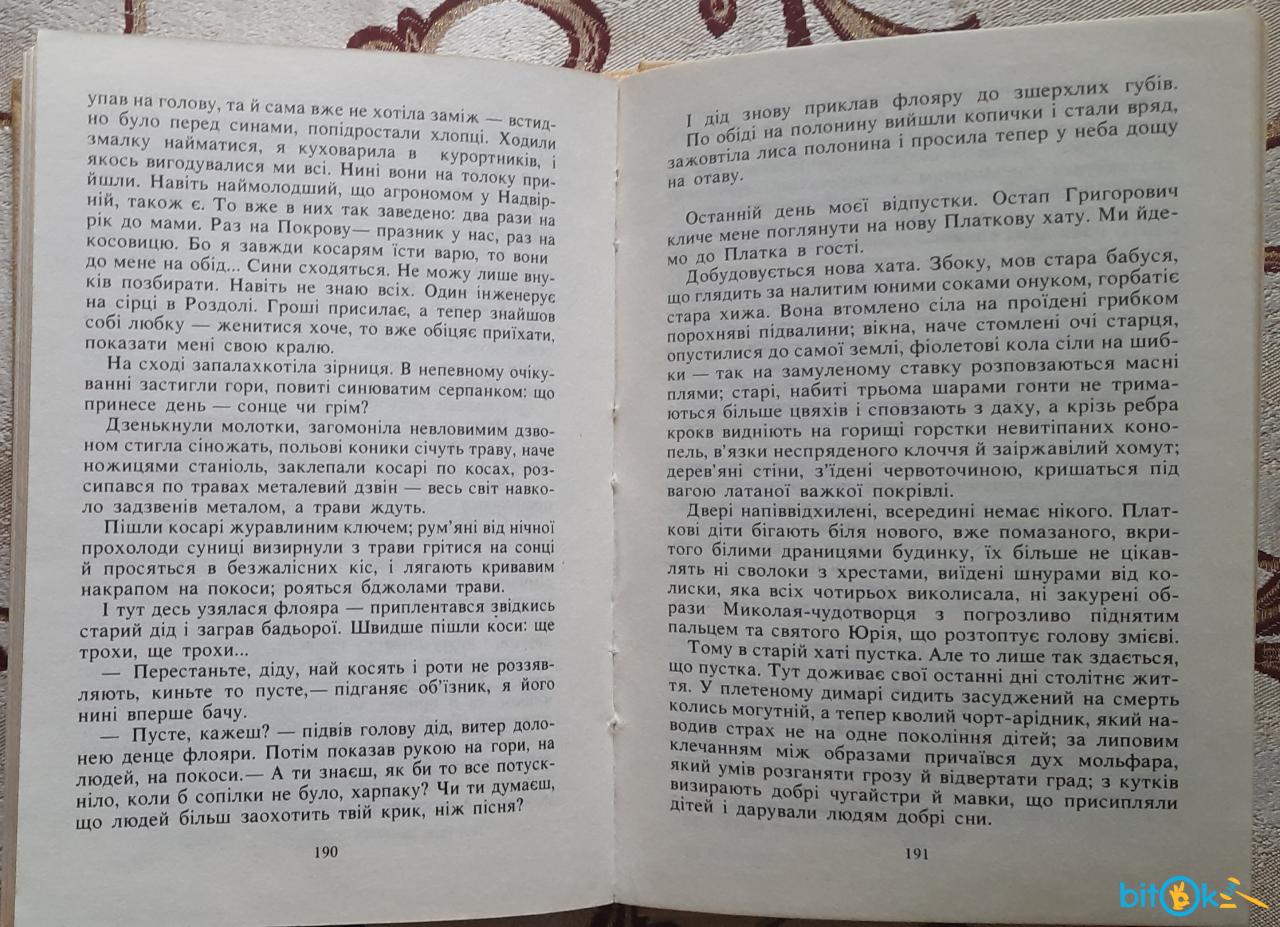 упав на голову, та й сама вже не хотіла заміж — встид-
но було перед синами, попідростали хлопці. Ходили
змалку найматися, я куховарила в курортників, і
якось вигодувалися ми всі. Нині вони на толоку при-
йшли. Навіть наймолодший, що агрономом у Надвір-
ній, також є. То вже в них так заведено: два рази на
рік до мами. Раз на Покрову— празник у нас, раз на
косовицю. Бо я завжди косарям їсти варю, то вони
до мене на обід... Сини сходяться. Не можу лише вну-
ків позбирати. Навіть не знаю всіх. Один інженерує
на сірці в Роздолі. Гроші присилає, а тепер знайшов
собі любку — женитися хоче, то вже обіцяє приїхати,
показати мені свою кралю.
На сході запалахкотіла зірниця. В непевному очіку-
ванні застигли гори, повиті синюватим серпанком: що
принесе день — сонце чи грім?
Дзенькнули молотки, загомоніла невловимим дзво-
ном стигла сіножать, польові коники січуть траву, наче
ножицями станіоль, заклепали косарі по косах, роз-
сипався по травах металевий дзвін — весь світ навко-
ло задзвенів металом, а трави ждуть.
Пішли косарі журавлиним ключем; рум'яні від нічної
прохолоди суниці визирнули з трави грітися на сонці
й просяться в безжалісних кіс, і лягають кривавим
накрапом на покоси; рояться бджолами трави.
І тут десь узялася флояра — приплентався звідкись
старий дід і заграв бадьорої. Швидше пішли коси: ще
трохи, ще трохи...
— Перестаньте, діду, най косять і роти не роззяв-
ляють, киньте то пусте,— підганяє об'їзник, я його
нині вперше бачу.
— Пусте, кажеш? — підвів голову дід, витер доло-
нею денце флояри. Потім показав рукою на гори, на
людей, на покоси.— А ти знаєш, як би то все потуск-
ніло, коли б сопілки не було, харпаку? Чи ти думаєш,
що людей більш заохотить твій крик, ніж пісня?
190
І дід знову приклав флояру до зшерхлих губів.
По обіді на полонину вийшли копички і стали вряд,
зажовтіла лиса полонина і просила тепер у неба дощу
на отаву.
Останній день моєї відпустки. Остап Григорович
кличе мене поглянути на нову Платкову хату. Ми йде-
мо до Платка в гості.
Добудовується нова хата. Збоку, мов стара бабуся,
що глядить за налитим юними соками онуком, горбатіє
стара хижа. Вона втомлено сіла на проїдені грибком
порохняві підвалини; вікна, наче стомлені очі старця,
опустилися до самої землі, фіолетові кола сіли на шиб-
ки — так на замуленому ставку розповзаються масні
плями; старі, набиті трьома шарами гонти не трима-
ються більше цвяхів і сповзають з даху, а крізь ребра
кроков видніють на горищі горстки невитіпаних коно-
пель, в'язки неспряденого клоччя й заіржавілий хомут;
дерев'яні стіни, з'їдені червоточиною, кришаться під
вагою латаної важкої покрівлі.
Двері напіввідхилені, всередині немає нікого. Плат-
кові діти бігають біля нового, вже помазаного, вкри-
того білими драницями будинку, їх більше не цікав-
лять ні сволоки з хрестами, виїдені шнурами від ко-
лиски, яка всіх чотирьох виколисала, ні закурені об-
рази Миколая-чудотворця з погрозливо піднятим
пальцем та святого Юрія, що розтоптує голову змієві.
Тому в старій хаті пустка. Але то лише так здається,
що пустка. Тут доживає свої останні дні столітнє жит-
тя. У плетеному димарі сидить засуджений на смерть
колись могутній, а тепер кволий чорт-арідник, який на-
водив страх не на одне покоління дітей; за липовим
клечанням між образами причаївся дух мольфара,
який умів розганяти грозу й відвертати град; з кутків
визирають добрі чугайстри й мавки, що присипляли
дітей і дарували людям добрі сни.
191
bitok